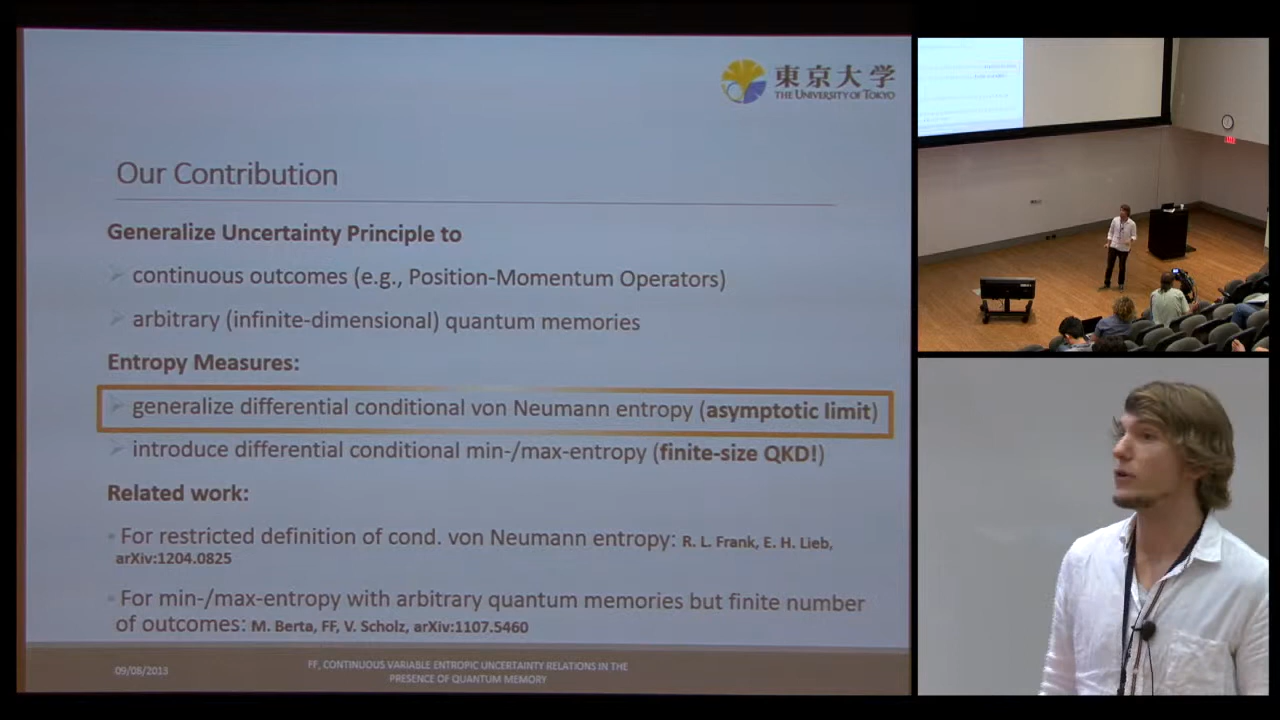 東京大学
THE UNIVERSITY OF TOKYO
Our Contribution
Generalize Uncertainty Principle to
continuous outcomes (e.g., Position-Momentum Operators)
arbitrary (infinite-dimensional) quantum memories
Entropy Measures:
generalize differential conditional von Neumann entropy (asymptotic limit)
introduce differential conditional min-/max-entropy (finite-size QKD!)
Related work:
For restricted definition of cond. von Neumann entropy: R. L. Frank, E. H. Lieb,
arXiv:1204.0825
For min-/max-entropy with arbitrary quantum memories but finite number
of outcomes: M. Berta, FF, V. Scholz, arXiv:1107.5460
09/08/2013
FF, CONTINUOUS VARIABLE ENTROPIC UNCERTAINTY RELATIONS IN THE
PRESENCE OF QUANTUM MEMORY